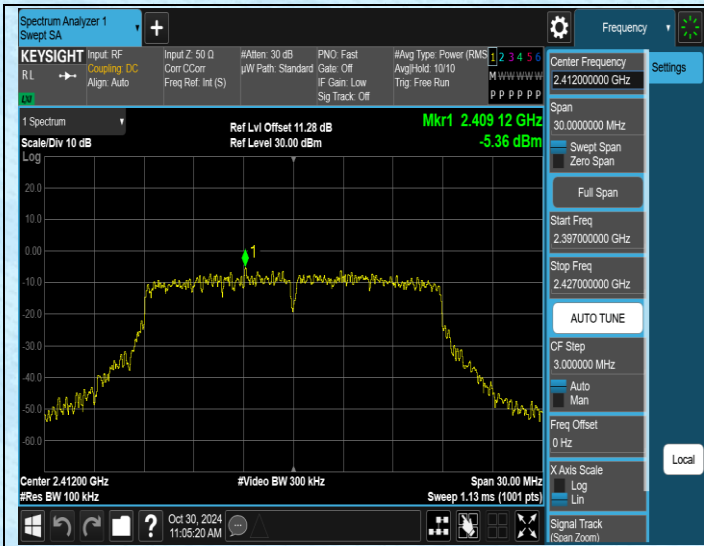 Spectrum Analyzer 1
Swept SA
+
Frequency
KEYSIGHT
RL
LXI
Input: RF
Coupling: DC
Align: Auto
Input Z: 50 Ω
Corr CCorr
Freq Ref: Int (S)
#Atten: 30 dB
µW Path: Standard
PNO: Fast
Gate: Off
IF Gain: Low
Sig Track: Off
#Avg Type: Power (RMS
Avg|Hold: 10/10
Trig: Free Run
1 2 3 4 5 6
M W W W W W
P P P P P P
Settings
1 Spectrum
Scale/Div 10 dB
Ref Lvl Offset 11.28 dB
Ref Level 30.00 dBm
Mkr1 2.409 12 GHz
-5.36 dBm
Log
20.0
10.0
0.00
-10.0
-20.0
-30.0
-40.0
-50.0
-60.0
1
Center 2.41200 GHz
#Res BW 100 kHz
#Video BW 300 kHz
Span 30.00 MHz
Sweep 1.13 ms (1001 pts)
Center Frequency
2.412000000 GHz
Span
30.0000000 MHz
Swept Span
Zero Span
Full Span
Start Freq
2.397000000 GHz
Stop Freq
2.427000000 GHz
AUTO TUNE
CF Step
3.000000 MHz
Auto
Man
Freq Offset
0 Hz
X Axis Scale
Log
Lin
Signal Track
(Span Zoom)
Local
?
Oct 30, 2024
11:05:20 AM